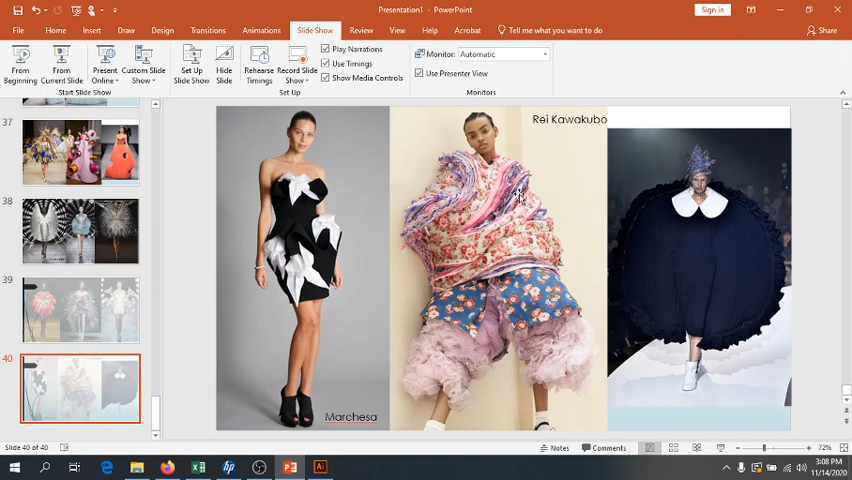 Presentation1 - PowerPoint
Sign in
File Home Insert Draw Design Transitions Animations Slide Show Review View Help Acrobat Tell me what you want to do Share
From Beginning
From Current Slide
Present Online
Custom Slide Show
Start Slide Show
Set Up Slide Show
Hide Slide
Rehearse Timings
Record Slide Show
Play Narrations
Use Timings
Show Media Controls
Set Up
Monitor: Automatic
Use Presenter View
Monitors
37
38
39
40
Rei Kawakubo
Marchesa
Slide 40 of 40
Notes
Comments
72%
3:08 PM
11/14/2020